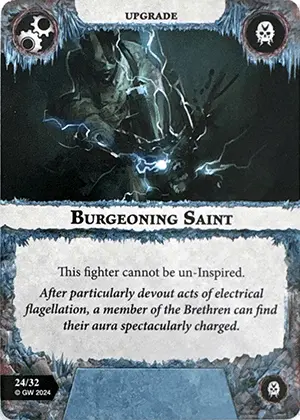 UPGRADE
BURGEONING SAINT
This fighter cannot be un-Inspired.
After particularly devout acts of electrical
flagellation, a member of the Brethren can find
their aura spectacularly charged.
24/32
© GW 2024